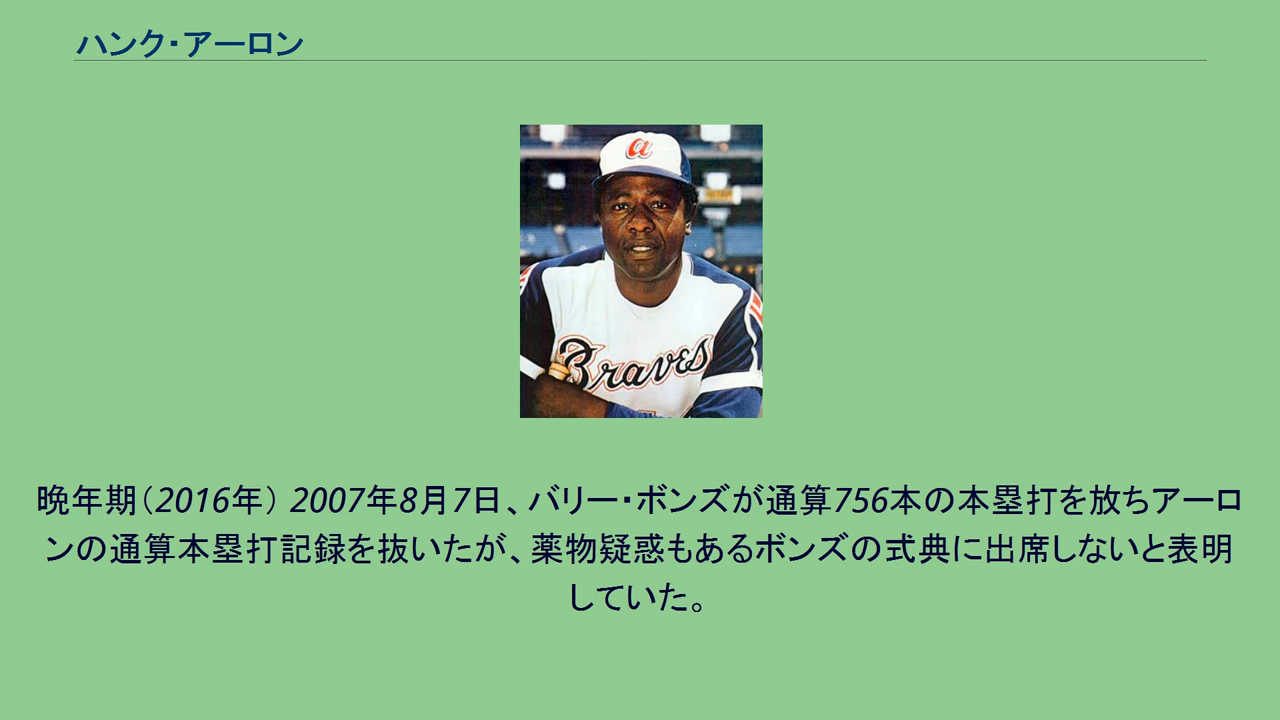 ハンク・アーロン
a
Braves
晩年期（2016年） 2007年8月7日、バリー・ボンズが通算756本の本塁打を放ちアーロ
ンの通算本塁打記録を抜いたが、薬物疑惑もあるボンズの式典に出席しないと表明
していた。